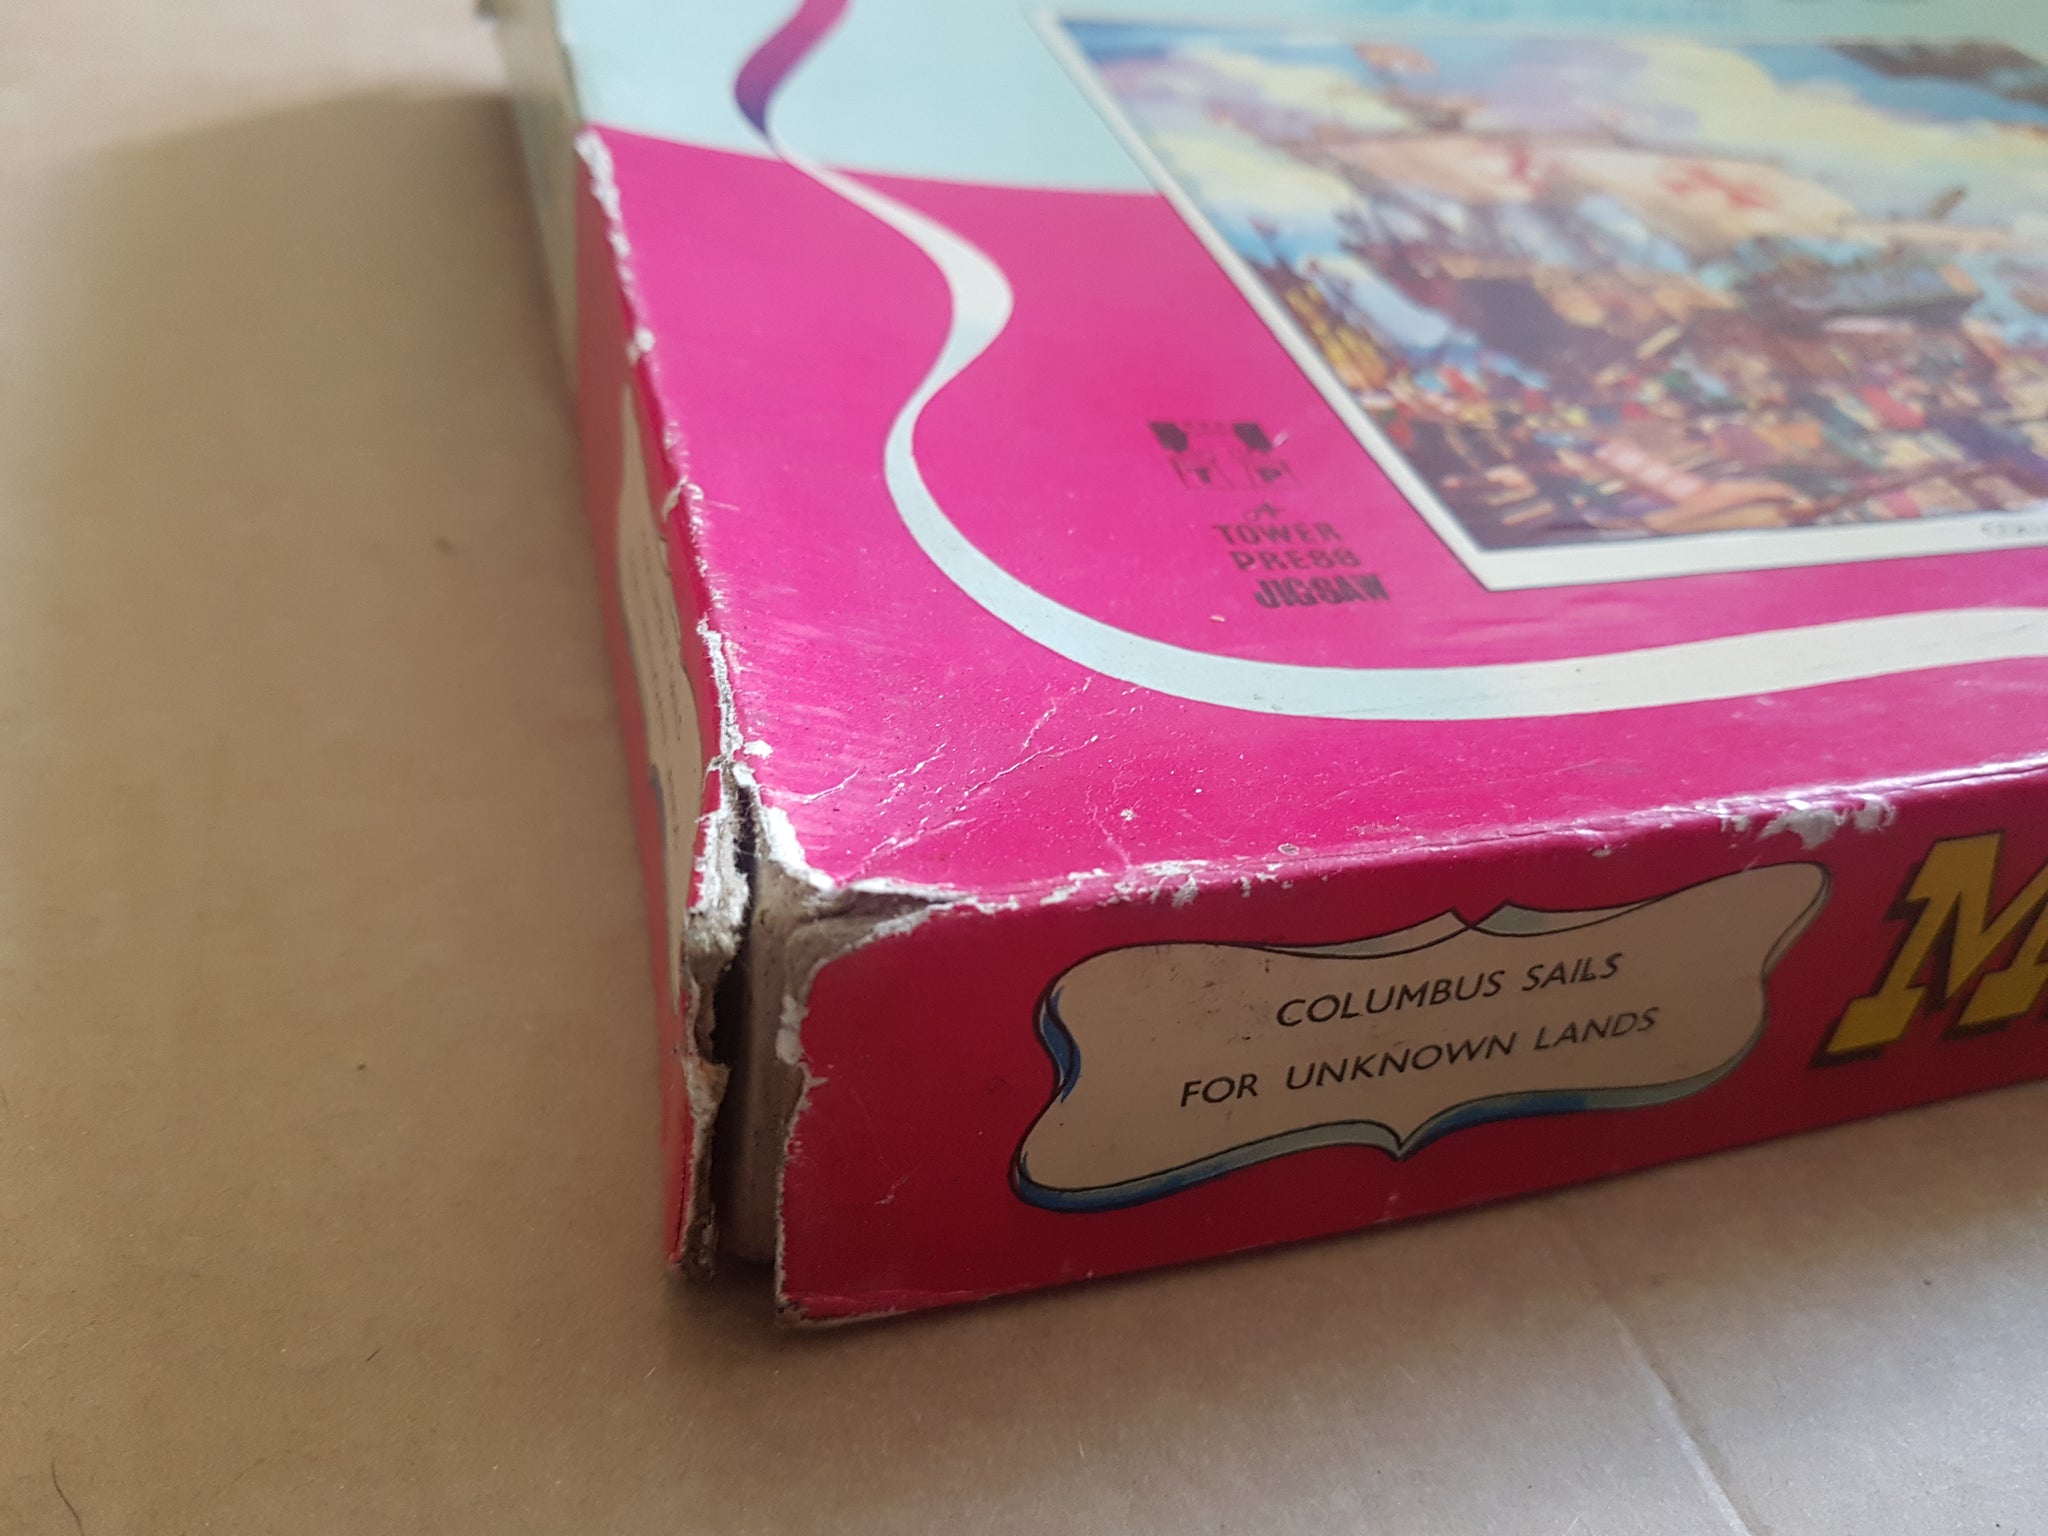 T P
A
TOWER
PRESS
JIGSAW
COLUMBUS SAILS
FOR UNKNOWN LANDS
M